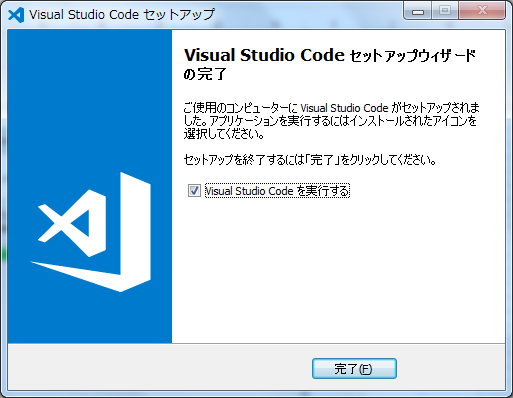 Visual Studio Code セットアップ
Visual Studio Code セットアップウィザード
の完了
ご使用のコンピューターに Visual Studio Code がセットアップされま
した。アプリケーションを実行するにはインストールされたアイコンを
選択してください。
セットアップを終了するには「完了」をクリックしてください。
Visual Studio Code を実行する
完了(F)